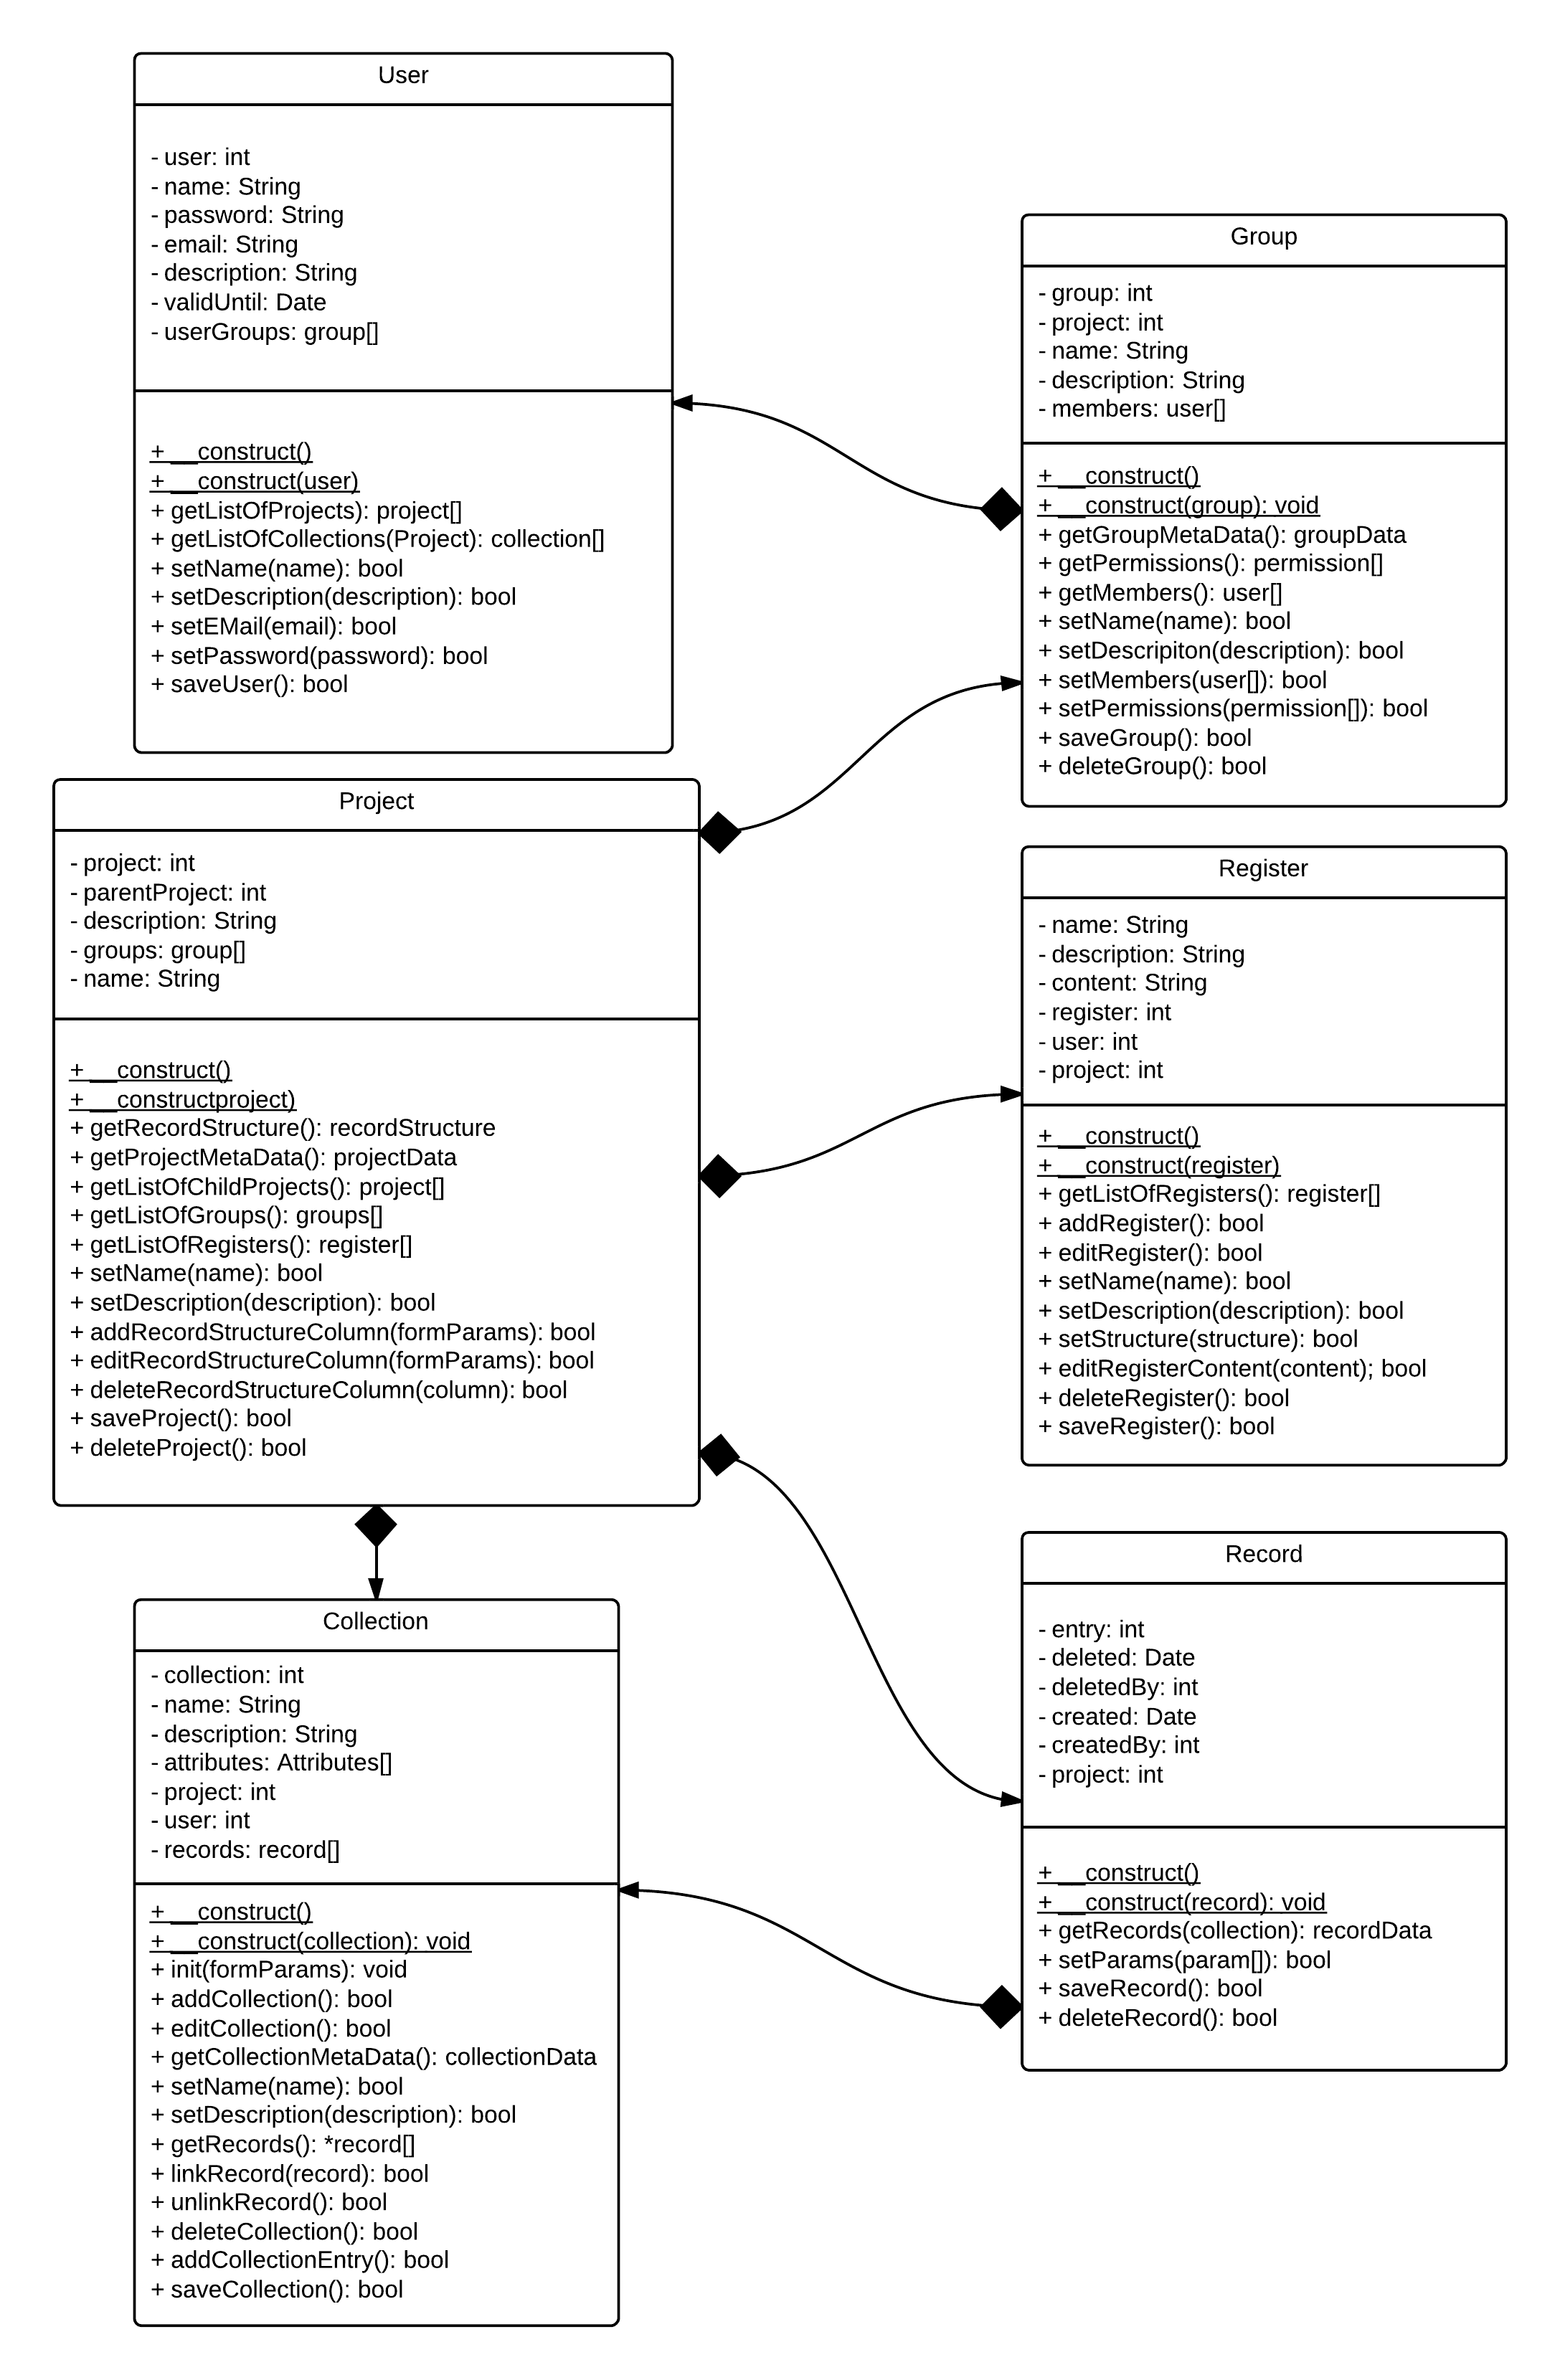 User
- user: int
- name: String
- password: String
- email: String
- description: String
- validUntil: Date
- userGroups: group[]
+ __construct()
+ __construct(user)
+ getListOfProjects): project[]
+ getListOfCollections(Project): collection[]
+ setName(name): bool
+ setDescription(description): bool
+ setEMail(email): bool
+ setPassword(password): bool
+ saveUser(): bool
Group
- group: int
- project: int
- name: String
- description: String
- members: user[]
+ __construct()
+ __construct(group): void
+ getGroupMetaData(): groupData
+ getPermissions(): permission[]
+ getMembers(): user[]
+ setName(name): bool
+ setDescripiton(description): bool
+ setMembers(user[]): bool
+ setPermissions(permission[]): bool
+ saveGroup(): bool
+ deleteGroup(): bool
Project
- project: int
- parentProject: int
- description: String
- groups: group[]
- name: String
+ __construct()
+ __constructproject)
+ getRecordStructure(): recordStructure
+ getProjectMetaData(): projectData
+ getListOfChildProjects(): project[]
+ getListOfGroups(): groups[]
+ getListOfRegisters(): register[]
+ setName(name): bool
+ setDescription(description): bool
+ addRecordStructureColumn(formParams): bool
+ editRecordStructureColumn(formParams): bool
+ deleteRecordStructureColumn(column): bool
+ saveProject(): bool
+ deleteProject(): bool
Register
- name: String
- description: String
- content: String
- register: int
- user: int
- project: int
+ __construct()
+ __construct(register)
+ getListOfRegisters(): register[]
+ addRegister(): bool
+ editRegister(): bool
+ setName(name): bool
+ setDescription(description): bool
+ setStructure(structure): bool
+ editRegisterContent(content); bool
+ deleteRegister(): bool
+ saveRegister(): bool
Collection
- collection: int
- name: String
- description: String
- attributes: Attributes[]
- project: int
- user: int
- records: record[]
+ __construct()
+ __construct(collection): void
+ init(formParams): void
+ addCollection(): bool
+ editCollection(): bool
+ getCollectionMetaData(): collectionData
+ setName(name): bool
+ setDescription(description): bool
+ getRecords(): *record[]
+ linkRecord(record): bool
+ unlinkRecord(): bool
+ deleteCollection(): bool
+ addCollectionEntry(): bool
+ saveCollection(): bool
Record
- entry: int
- deleted: Date
- deletedBy: int
- created: Date
- createdBy: int
- project: int
+ __construct()
+ __construct(record): void
+ getRecords(collection): recordData
+ setParams(param[]): bool
+ saveRecord(): bool
+ deleteRecord(): bool